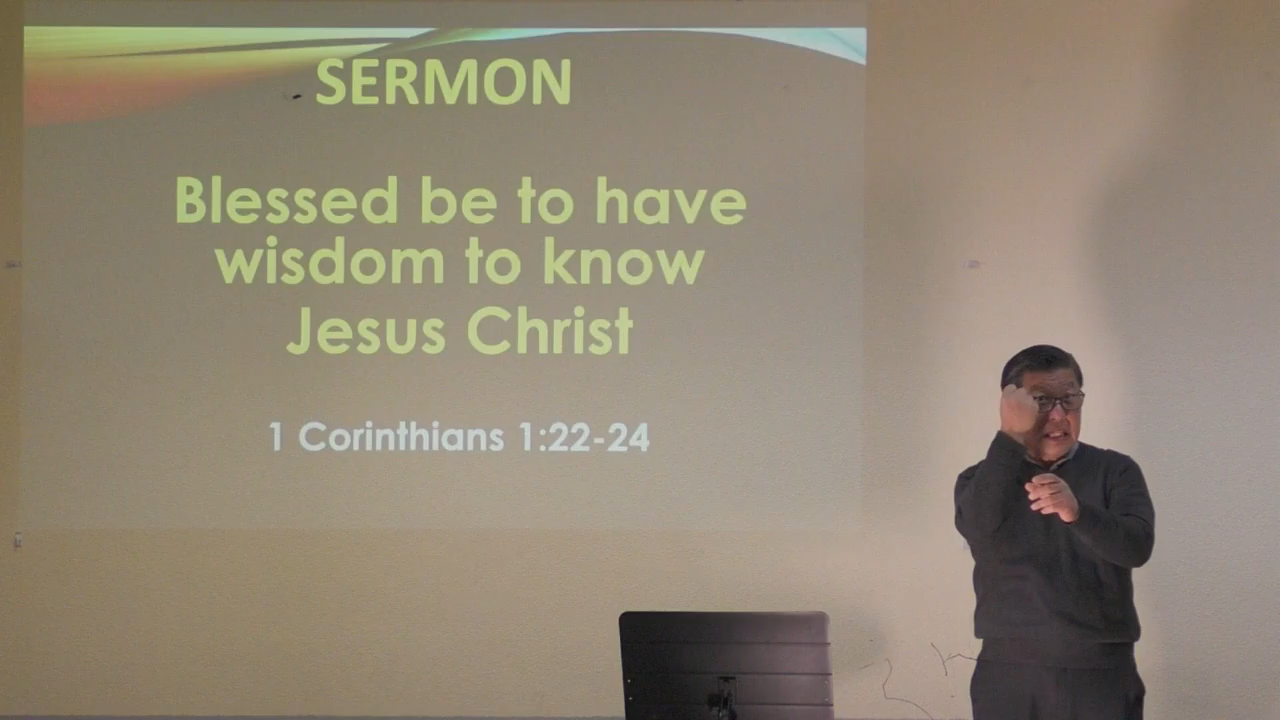 SERMON
Blessed be to have
wisdom to know
Jesus Christ
1 Corinthians 1:22-24